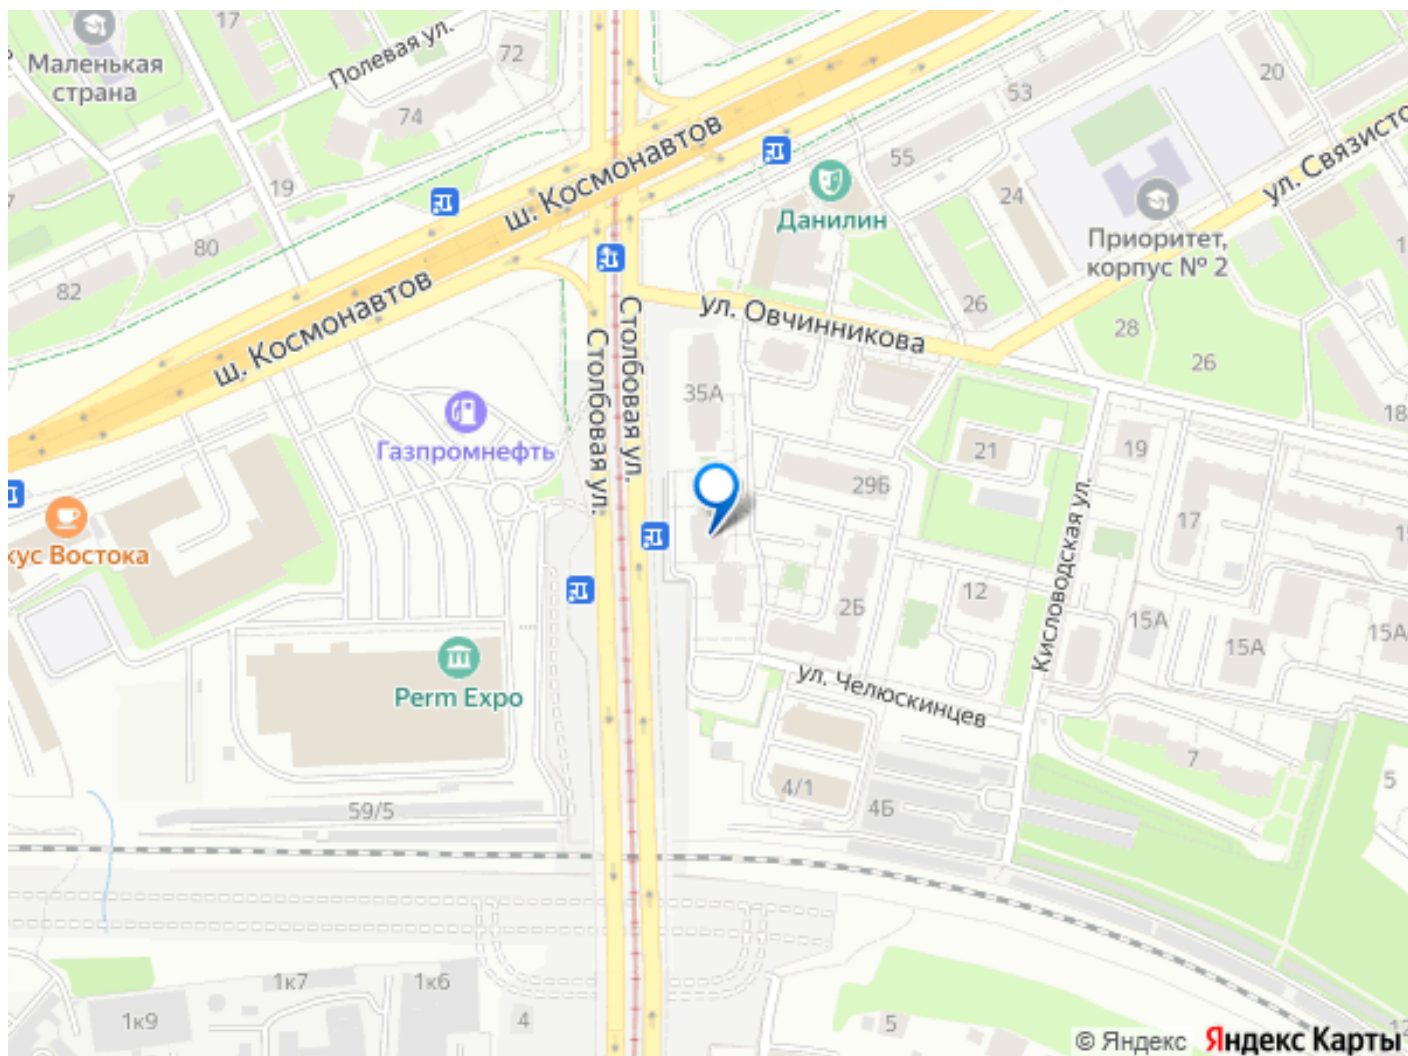 17
Полевая ул.
72
Маленькая
страна
74
53
20
ш. Космонавтов
55
ул. Связисто
19
24
Данилин
Приоритет,
корпус № 2
80
82
ш. Космонавтов
Столбовая ул.
Столбовая ул.
ул. Овчинникова
26
28
26
35А
18
Газпромнефть
21
19
29Б
17
15
кус Востока
Кисловодская ул.
12
2Б
15А
15А
15А
Perm Expo
ул. Челюскинцев
7
5
4/1
4Б
59/5
1к7
1к6
1к9
4
5
12
© Яндекс Яндекс Карты